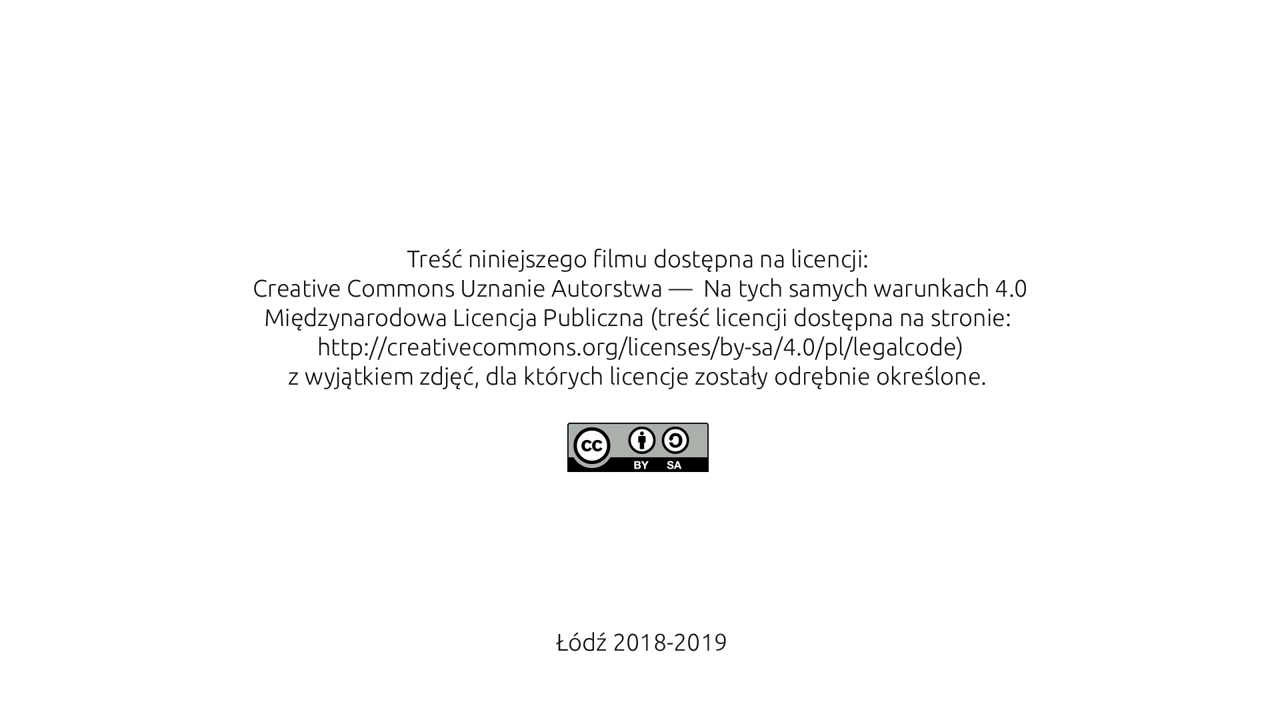 Treść niniejszego filmu dostępna na licencji:
Creative Commons Uznanie Autorstwa — Na tych samych warunkach 4.0
Międzynarodowa Licencja Publiczna (treść licencji dostępna na stronie:
http://creativecommons.org/licenses/by-sa/4.0/pl/legalcode)
z wyjątkiem zdjęć, dla których licencje zostały odrębnie określone.
cc
BY SA
Łódź 2018-2019